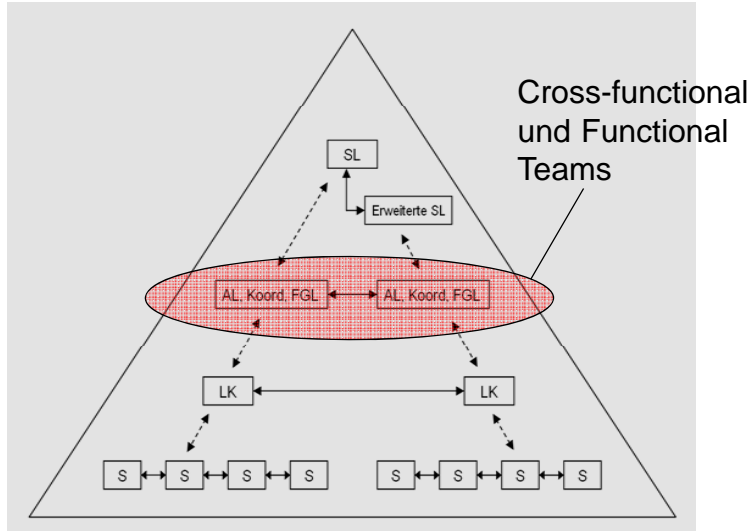 Cross-functional
und Functional
Teams
SL
Erweiterte SL
AL, Koord, FGL AL, Koord, FGL
LK LK
S S S S S S S S